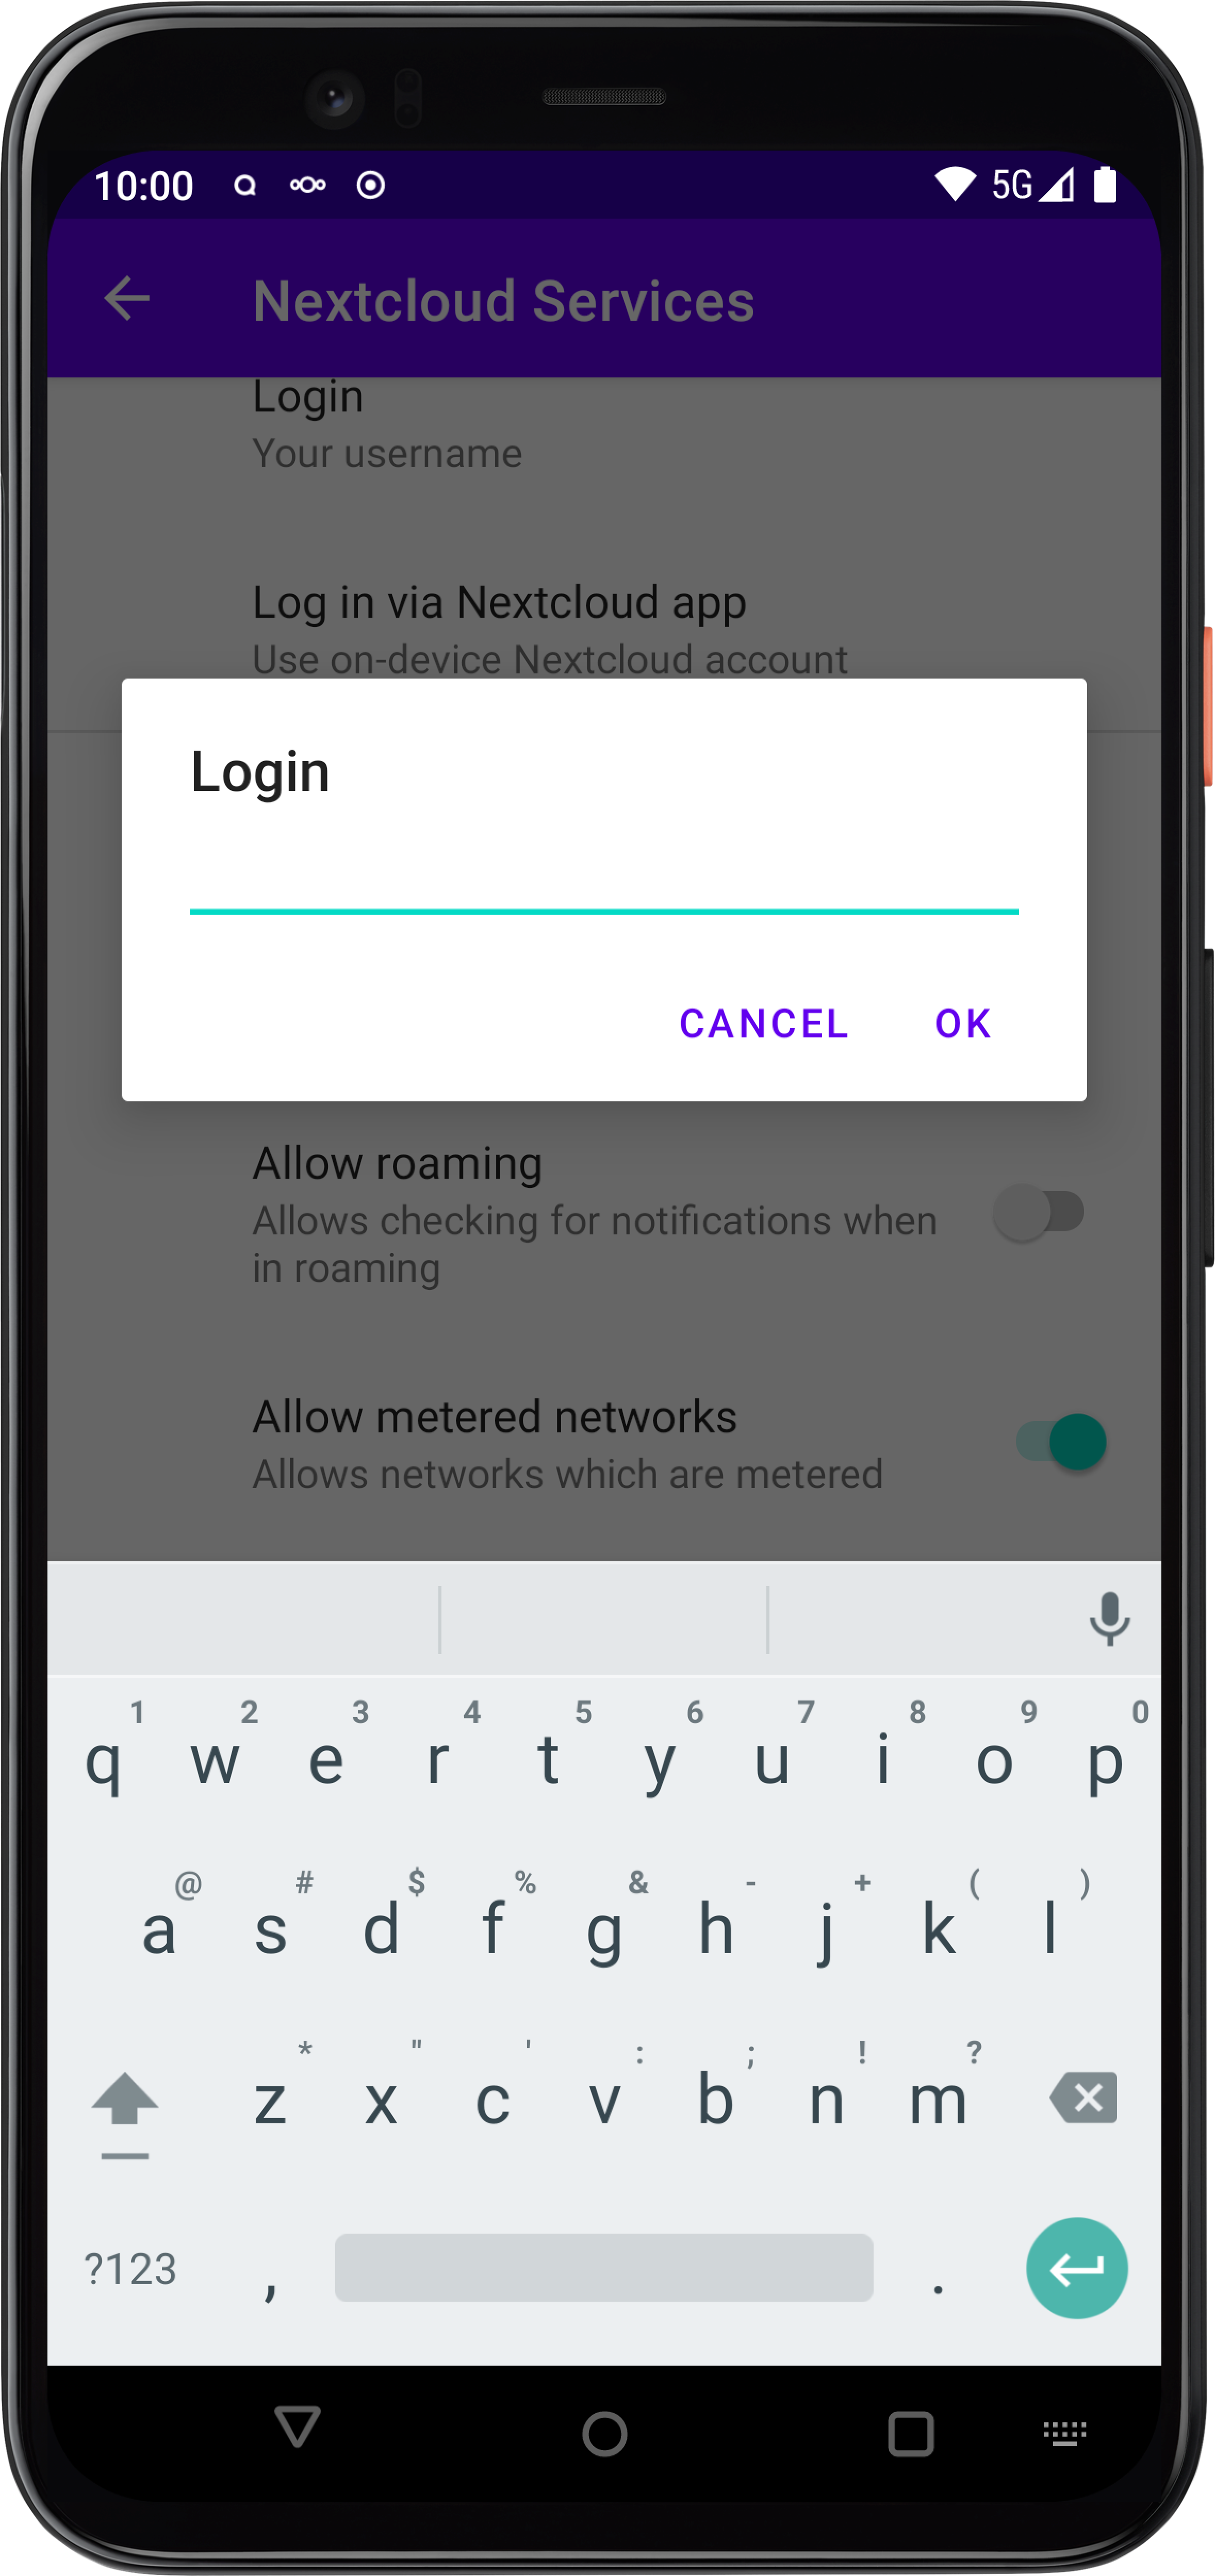 10:00 5G
Nextcloud Services
Login
Your username
Log in via Nextcloud app
Use on-device Nextcloud account
Login
CANCEL OK
Allow roaming
Allows checking for notifications when
in roaming
Allow metered networks
Allows networks which are metered
1 2 3 4 5 6 7 8 9 0
q w e r t y u i o p
@ # $ % & - + ( )
a s d f g h j k l
* " ' : ; ! ?
z x c v b n m
?123 , .